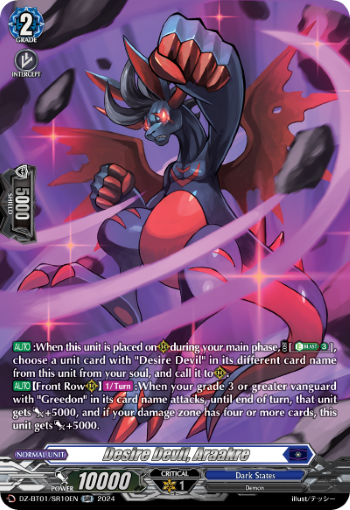 2
GRADE
INTERCEPT
5000
SHIELD
AUTO :When this unit is placed on R during your main phase, COST [ E-BLAST 3 ],
choose a unit card with "Desire Devil" in its different card name
from this unit from your soul, and call it to R.
AUTO 【Front Row R】 1/Turn :When your grade 3 or greater vanguard
with "Greedon" in its card name attacks, until end of turn, that unit
gets +5000, and if your damage zone has four or more cards, this
unit gets +5000.
NORMAL UNIT
Desire Devil, Araakre
POWER 10000
CRITICAL
1
Dark States
Demon
DZ-BT01/SR10EN SR 2024
illust/テッシー